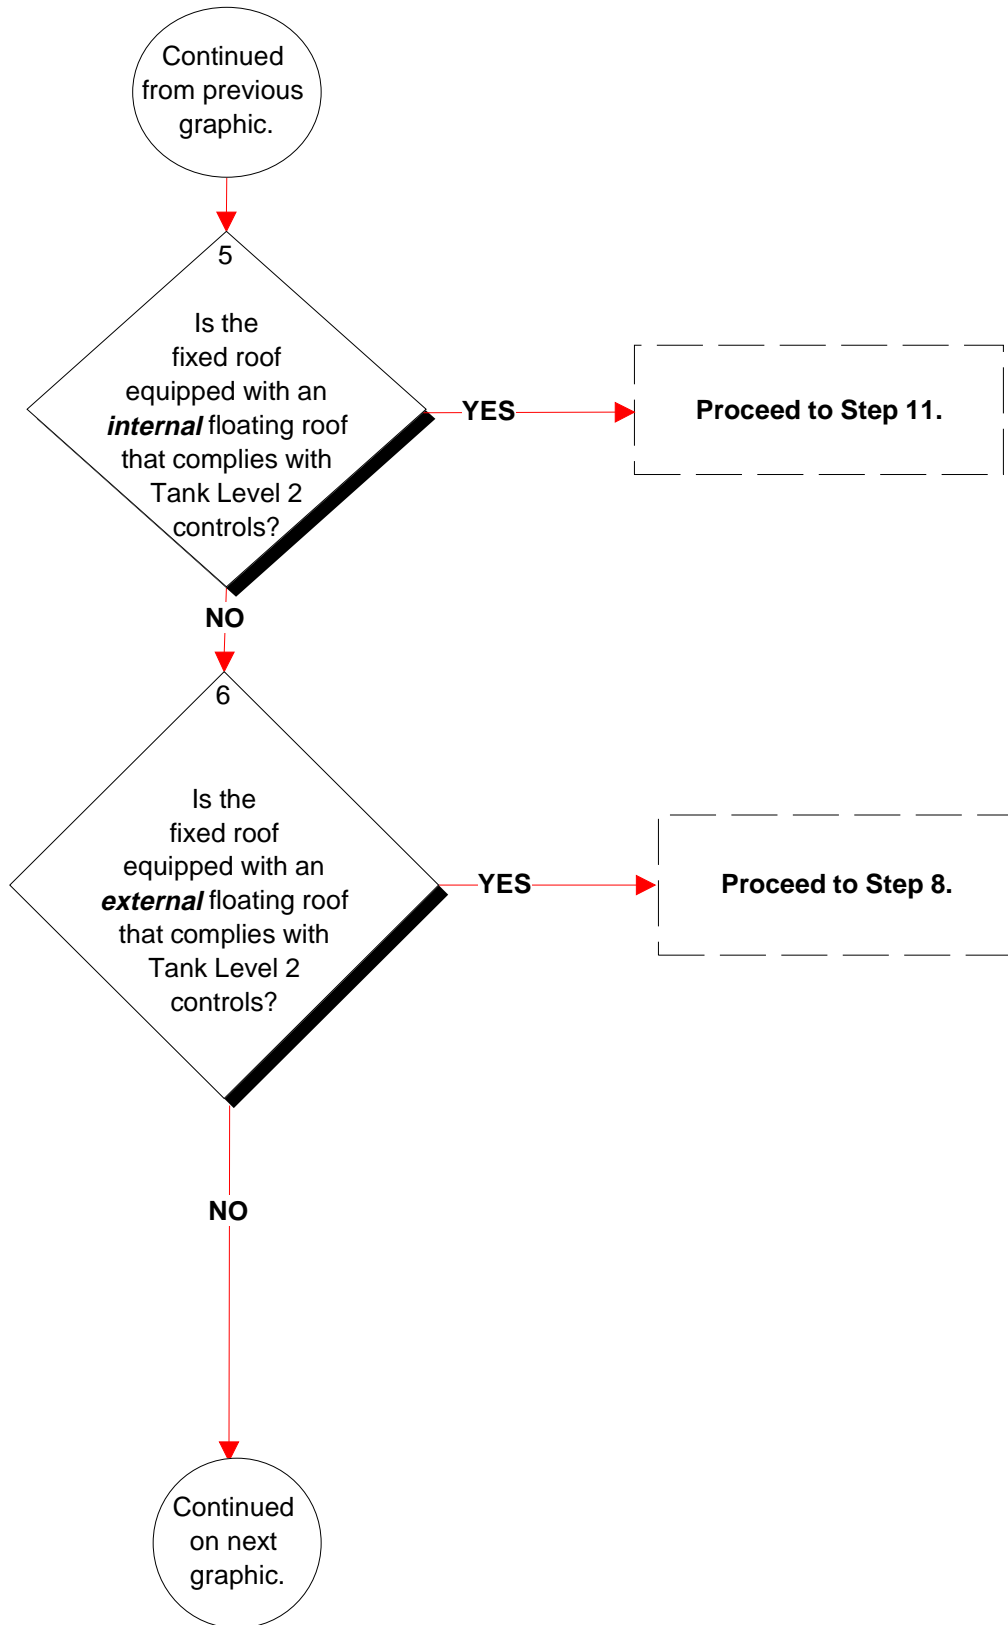 Continued
from previous
graphic.
5
Is the
fixed roof
equipped with an
internal floating roof
that complies with
Tank Level 2
controls?
YES
Proceed to Step 11.
NO
6
Is the
fixed roof
equipped with an
external floating roof
that complies with
Tank Level 2
controls?
YES
Proceed to Step 8.
NO
Continued
on next
graphic.